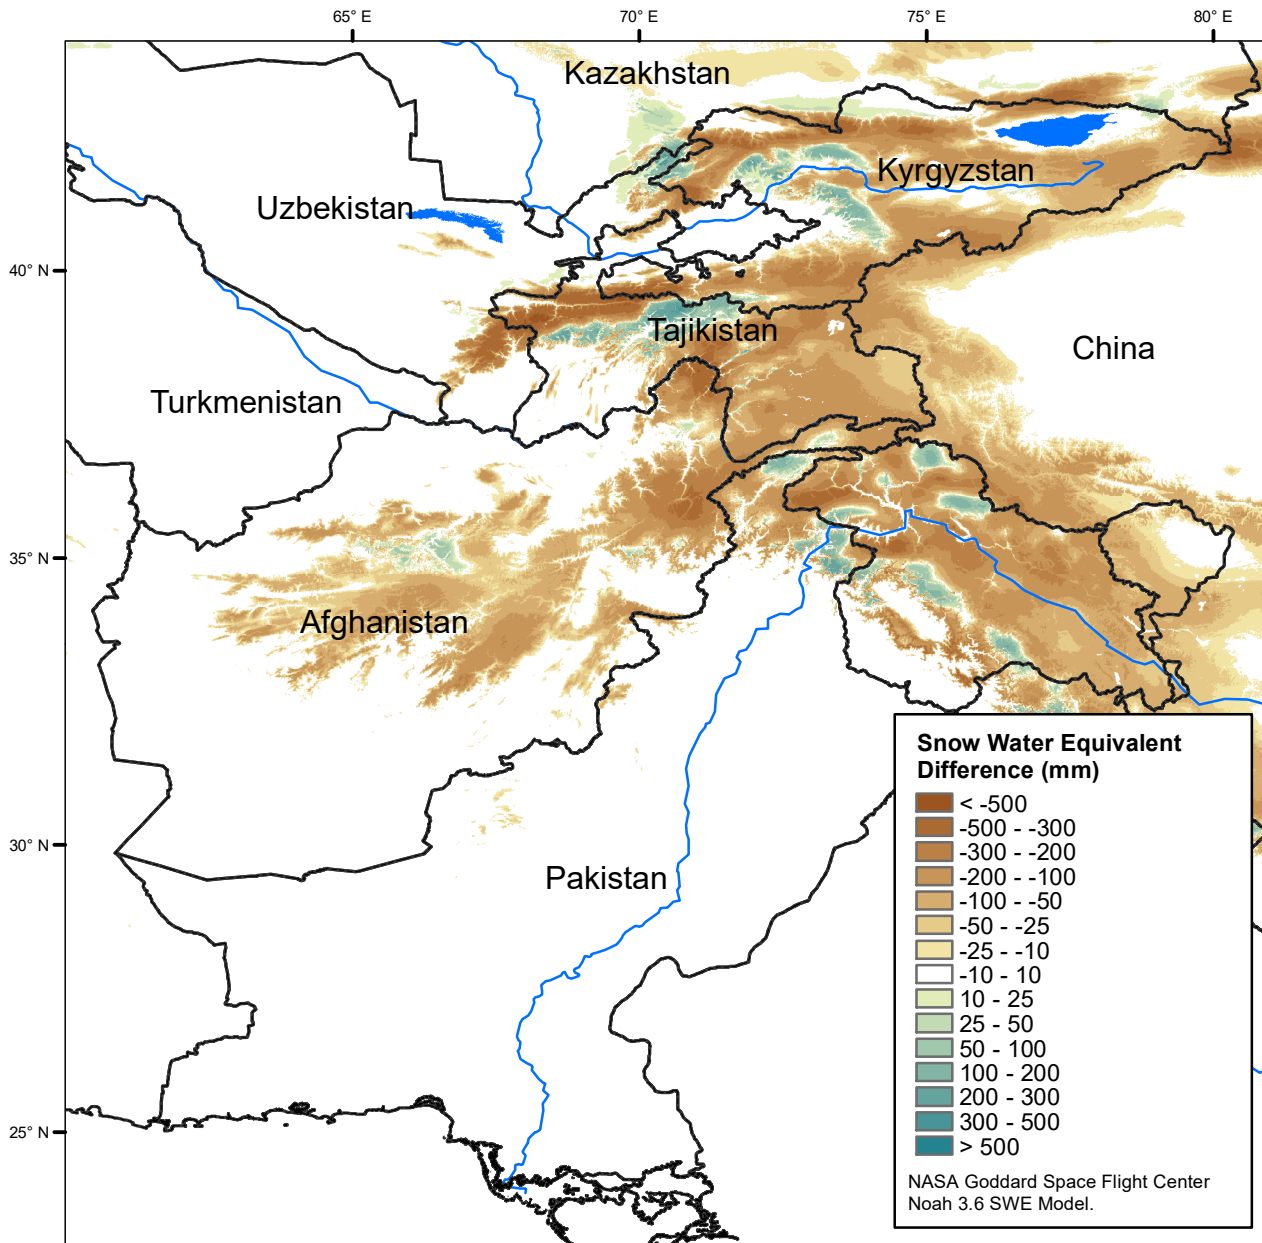 65° E
70° E
75° E
80° E
Kazakhstan
Kyrgyzstan
Uzbekistan
40° N
Tajikistan
China
Turkmenistan
35° N
Afghanistan
30° N
Pakistan
25° N
Snow Water Equivalent
Difference (mm)
< -500
-500 - -300
-300 - -200
-200 - -100
-100 - -50
-50 - -25
-25 - -10
-10 - 10
10 - 25
25 - 50
50 - 100
100 - 200
200 - 300
300 - 500
> 500
NASA Goddard Space Flight Center
Noah 3.6 SWE Model.